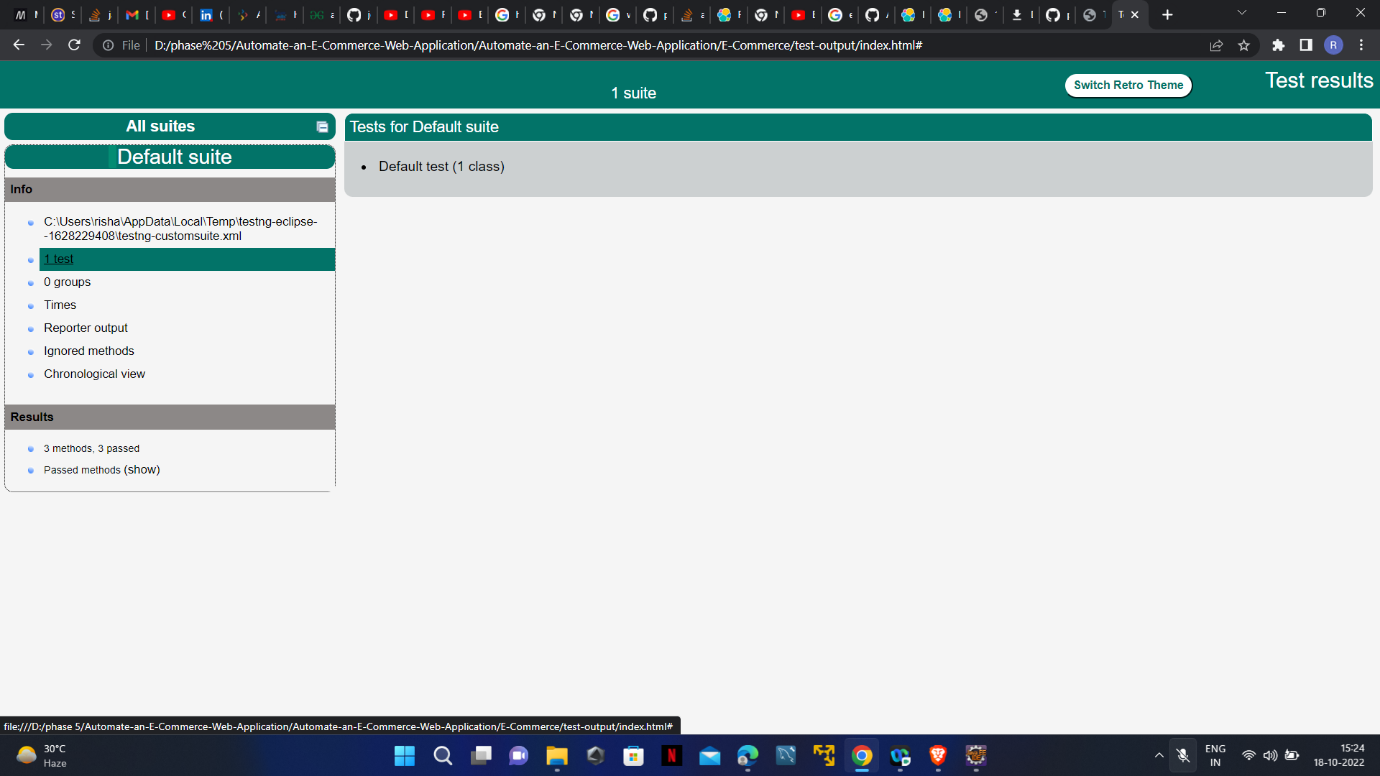 File
D:/phase%205/Automate-an-E-Commerce-Web-Application/Automate-an-E-Commerce-Web-Application/E-Commerce/test-output/index.html#
R
1 suite
Switch Retro Theme
Test results
All suites
Default suite
Info
C:\Users\risha\AppData\Local\Temp\testng-eclipse-
-1628229408\testng-customsuite.xml
1 test
0 groups
Times
Reporter output
Ignored methods
Chronological view
Results
3 methods, 3 passed
Passed methods (show)
Tests for Default suite
Default test (1 class)
file:///D:/phase 5/Automate-an-E-Commerce-Web-Application/Automate-an-E-Commerce-Web-Application/E-Commerce/test-output/index.html#
30°C
Haze
ENG
IN
15:24
18-10-2022